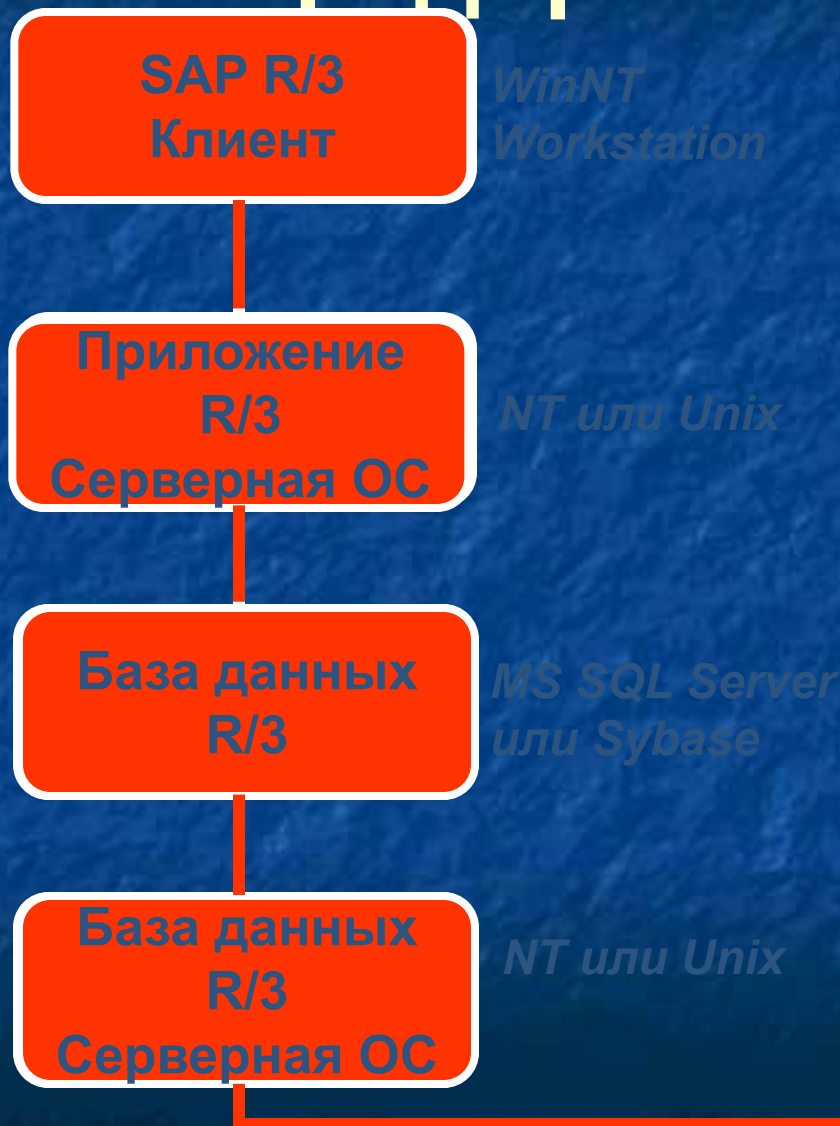 SAP R/3
Клиент
WinNT
Workstation
Приложение
R/3
Серверная ОС
NT или Unix
База данных
R/3
MS SQL Server
или Sybase
База данных
R/3
Серверная ОС
NT или Unix